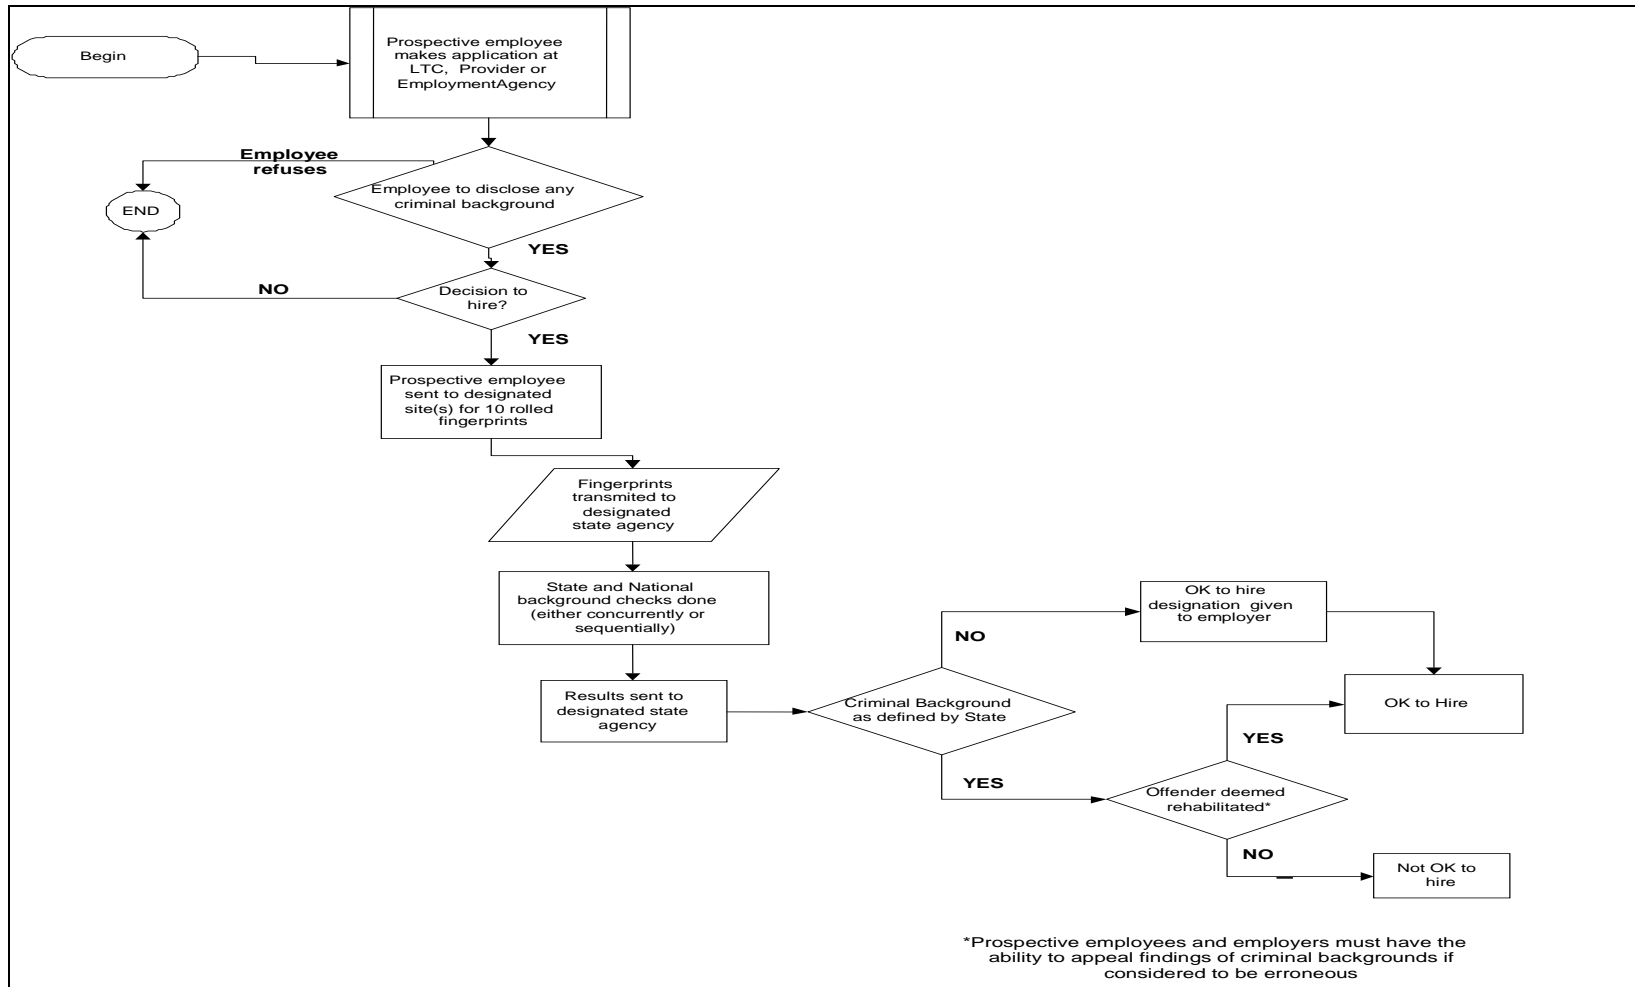 Begin
Prospective employee
makes application at
LTC, Provider or
EmploymentAgency
Employee
refuses
Employee to disclose any
criminal background
END
YES
NO
Decision to
hire?
YES
Prospective employee
sent to designated
site(s) for 10 rolled
fingerprints
Fingerprints
transmited to
designated
state agency
State and National
background checks done
(either concurrently or
sequentially)
Results sent to
designated state
agency
Criminal Background
as defined by State
NO
OK to hire
designation given
to employer
OK to Hire
YES
YES
Offender deemed
rehabilitated*
NO
Not OK to
hire
*Prospective employees and employers must have the
ability to appeal findings of criminal backgrounds if
considered to be erroneous